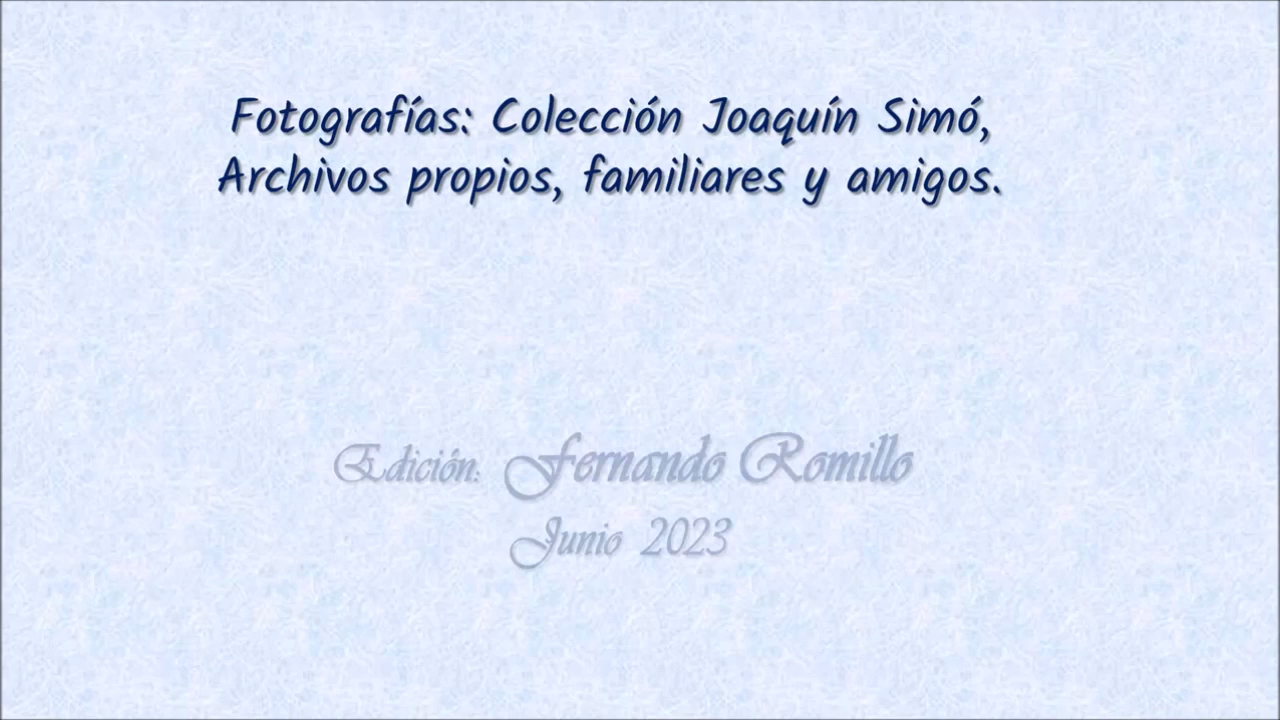 Fotografías: Colección Joaquín Simó,
Archivos propios, familiares y amigos.
Edición: Fernando Romillo
Junio 2023